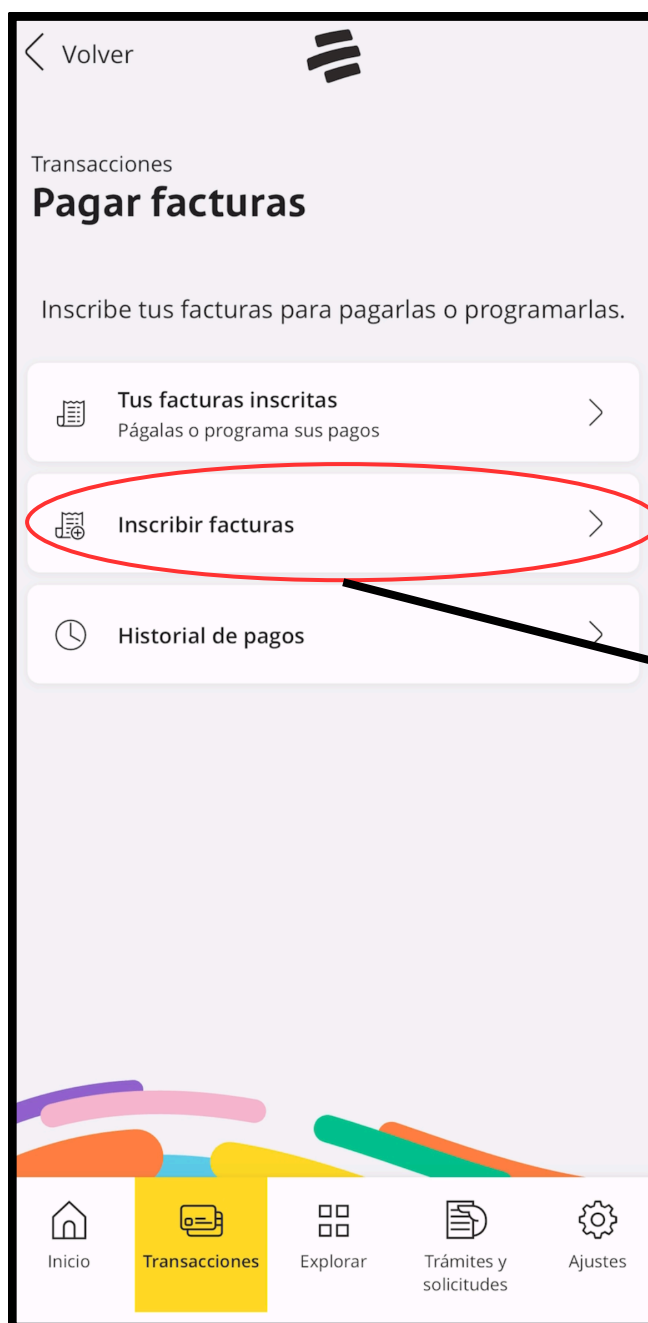 Volver
Transacciones
Pagar facturas
Inscribe tus facturas para pagarlas o programarlas.
Tus facturas inscritas
Págalas o programa sus pagos
Inscribir facturas
Historial de pagos
Inicio
Transacciones
Explorar
Trámites y
solicitudes
Ajustes